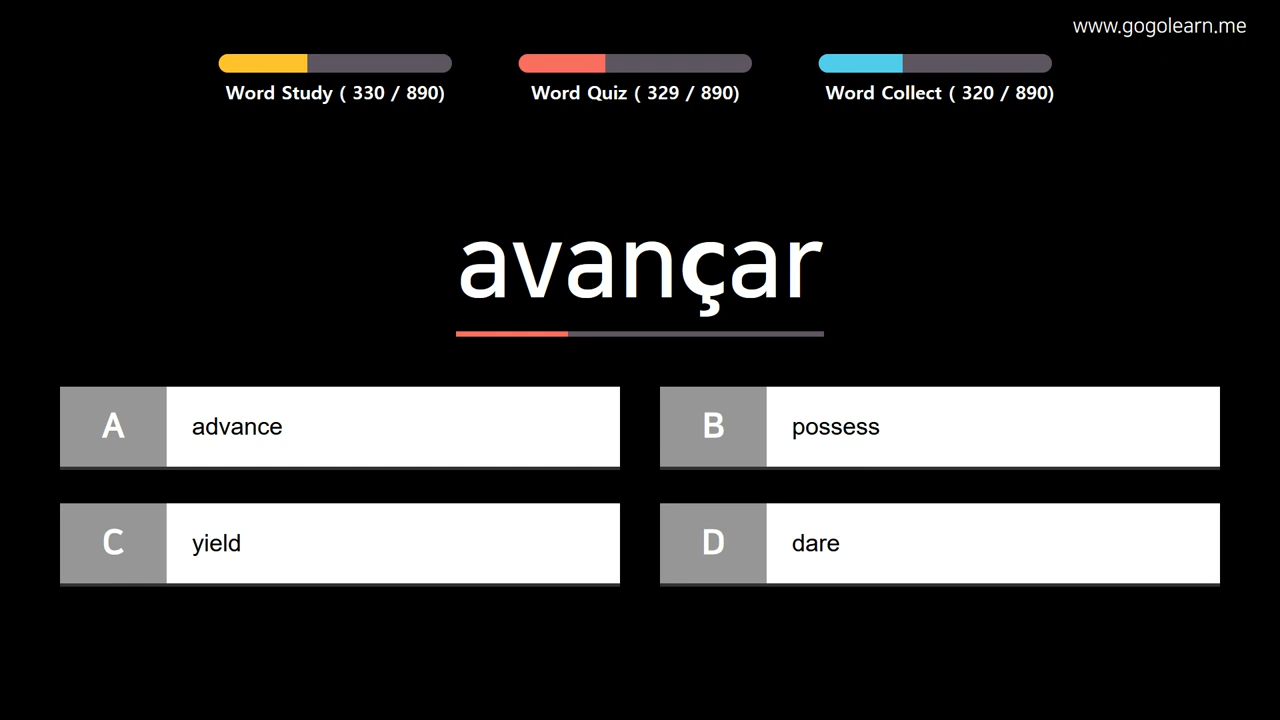 www.gogolearn.me
Word Study ( 330 / 890)
Word Quiz ( 329 / 890)
Word Collect ( 320 / 890)
avançar
A advance
B possess
C yield
D dare